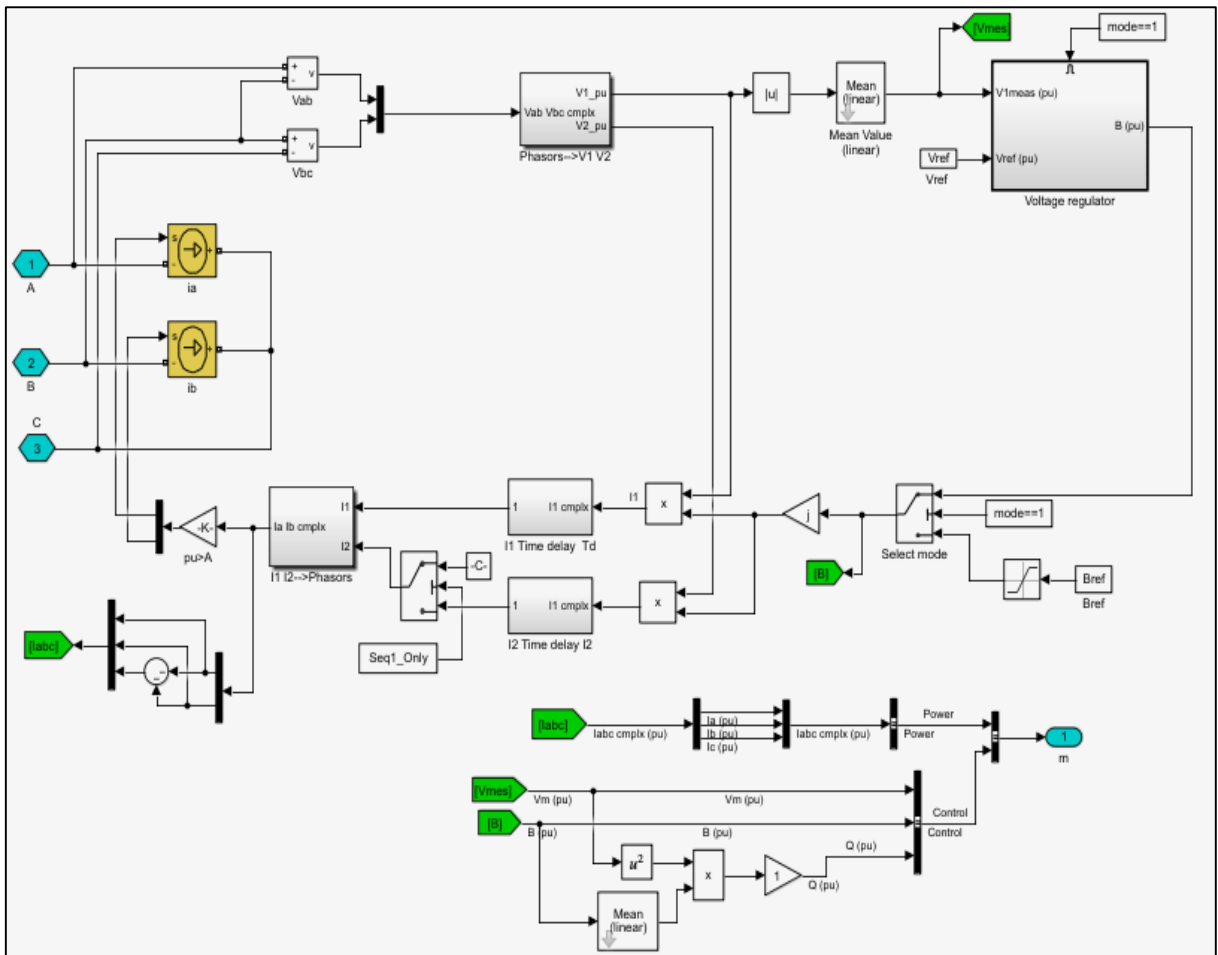 [Vmes]
mode==1
+
-
v
Vab
+
-
v
Vbc
Vab Vbc cmplx
V1_pu
V2_pu
Phasors-->V1 V2
|u|
Mean
(linear)
Mean Value
(linear)
V1meas (pu)
B (pu)
Vref (pu)
Voltage regulator
Vref
Vref
1
A
s
-
+
ia
2
B
s
-
+
ib
C
3
-K-
pu>A
Ia Ib cmplx
I1
I2
I1 I2-->Phasors
1
I1 cmplx
I1 Time delay Td
I1
x
j
Select mode
mode==1
[B]
Bref
Bref
-C-
1
I1 cmplx
I2 Time delay I2
x
Seq1_Only
[Iabc]
-
-
[Iabc]
Iabc cmplx (pu)
Ia (pu)
Ib (pu)
Ic (pu)
Iabc cmplx (pu)
Power
Power
1
m
[Vmes]
Vm (pu)
Vm (pu)
[B]
B (pu)
B (pu)
Control
Control
u²
x
1
Q (pu)
Q (pu)
Mean
(linear)